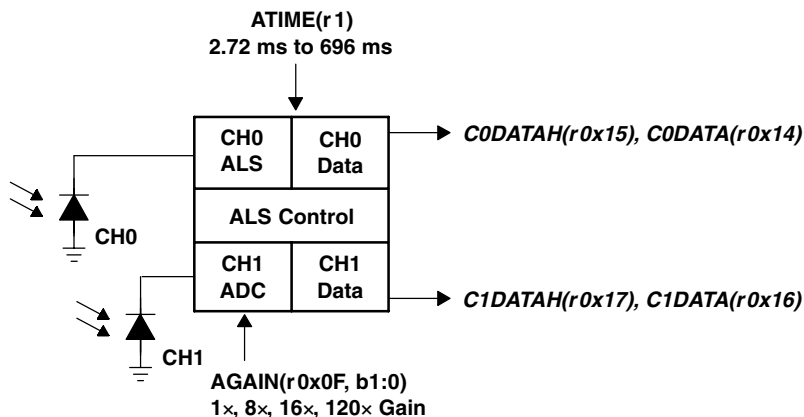 ATIME(r1)
2.72 ms to 696 ms
CH0
ALS
CH0
Data
C0DATAH(r0x15), C0DATA(r0x14)
ALS Control
CH0
CH1
ADC
CH1
Data
C1DATAH(r0x17), C1DATA(r0x16)
CH1
AGAIN(r0x0F, b1:0)
1×, 8×, 16×, 120× Gain